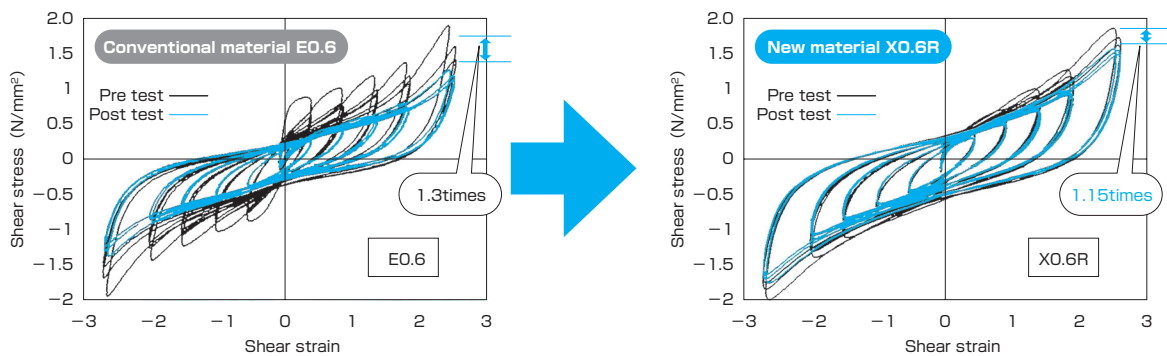 2.0
1.5
1
0.5
0
−0.5
−1
−1.5
−2
Shear stress (N/mm²)
Conventional material E0.6
Pre test
Post test
1.3times
E0.6
−3 −2 −1 0 1 2 3
Shear strain
2.0
1.5
1
0.5
0
−0.5
−1
−1.5
−2
Shear stress (N/mm²)
New material X0.6R
Pre test
Post test
1.15times
X0.6R
−3 −2 −1 0 1 2 3
Shear strain